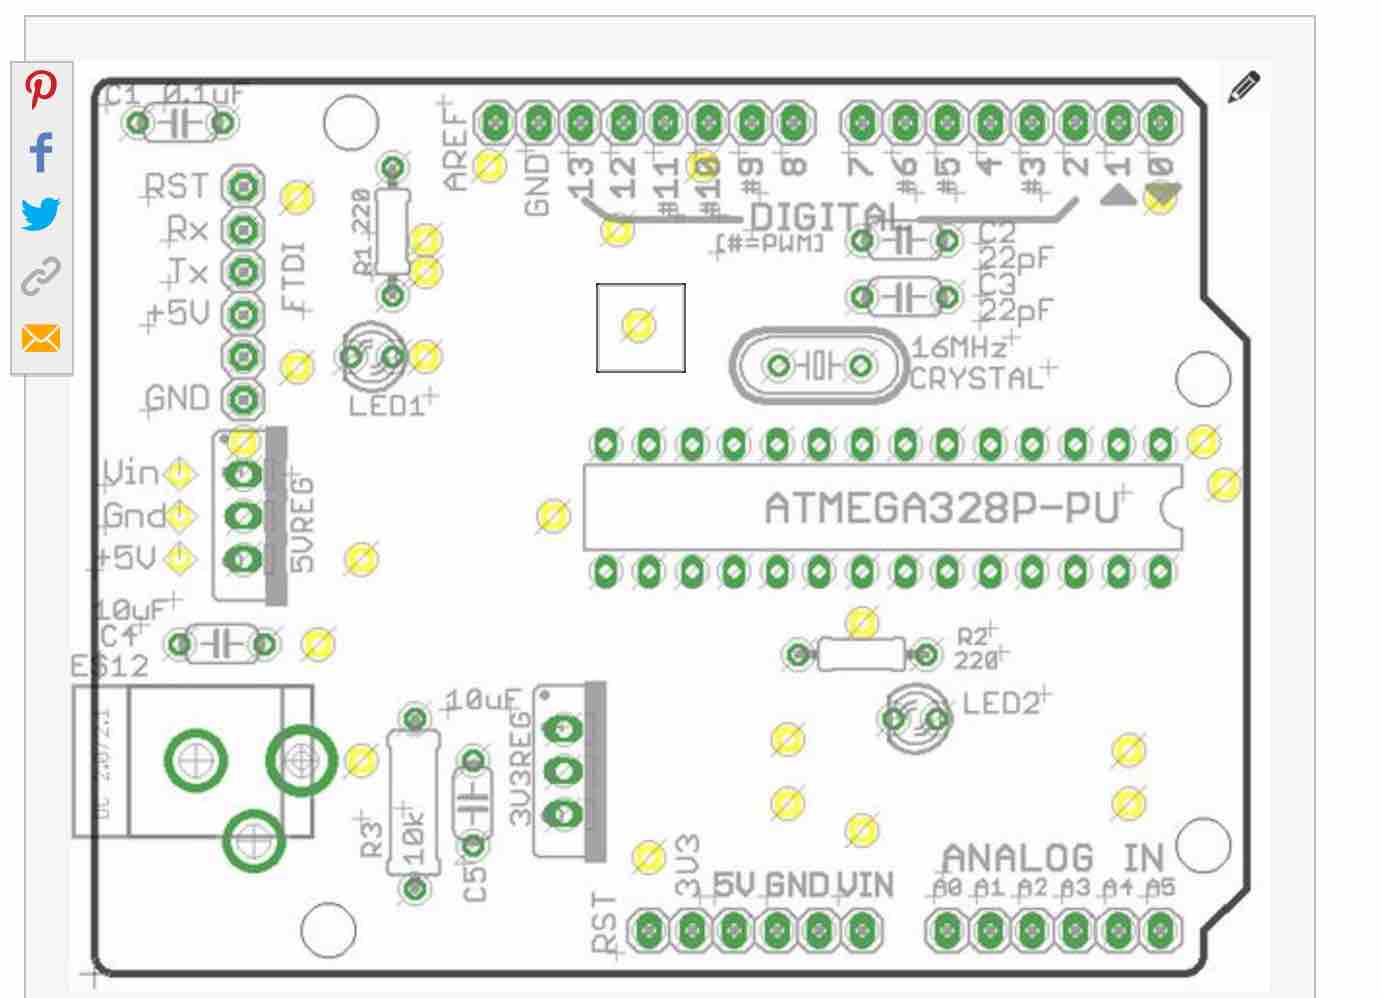 C1 0.1uF
AREF
GND
13
12
#11
#10
#9
8
7
#6
#5
4
#3
2
1
0
DIGITAL
[#=PWM]
RST
Rx
Tx
+5V
GND
FTDI
R1 220
LED1
C2
22pF
C3
22pF
16MHz
CRYSTAL
Vin
Gnd
+5V
5VREG
ATMEGA328P-PU
10uF
C4
ES12
DC 2.0/2.1
R2
220
LED2
10uF
3V3REG
R3
10k
C5
RST
3V3
5V GND VIN
ANALOG IN
A0 A1 A2 A3 A4 A5